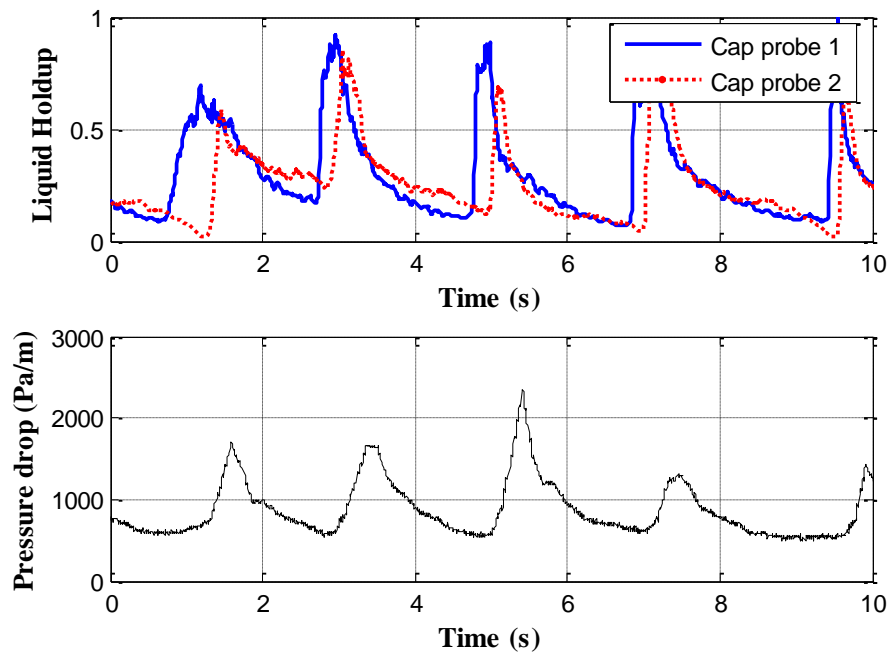 1
0.5
0
Liquid Holdup
Cap probe 1
Cap probe 2
0 2 4 6 8 10
Time (s)
3000
2000
1000
0
Pressure drop (Pa/m)
0 2 4 6 8 10
Time (s)